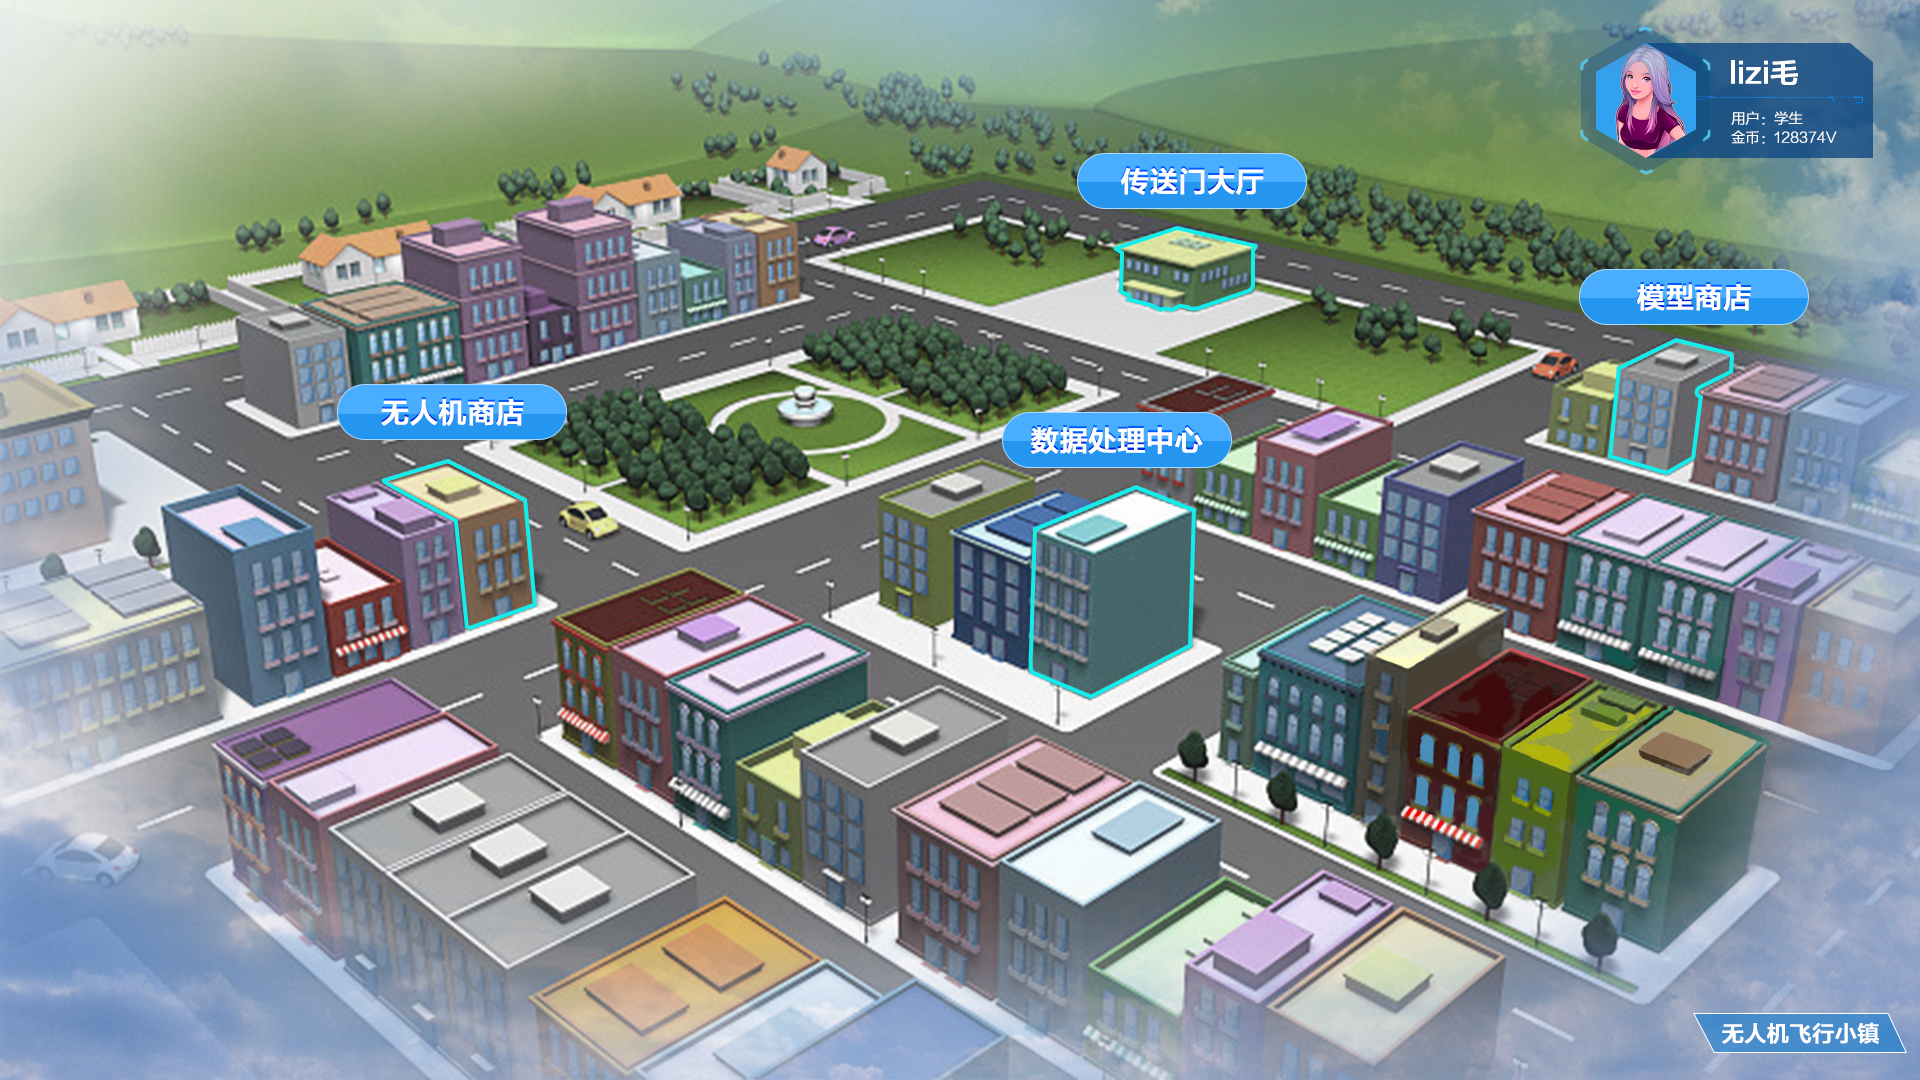 lizi毛
用户：学生
金币：128374V
传送门大厅
模型商店
无人机商店
数据处理中心
无人机飞行小镇